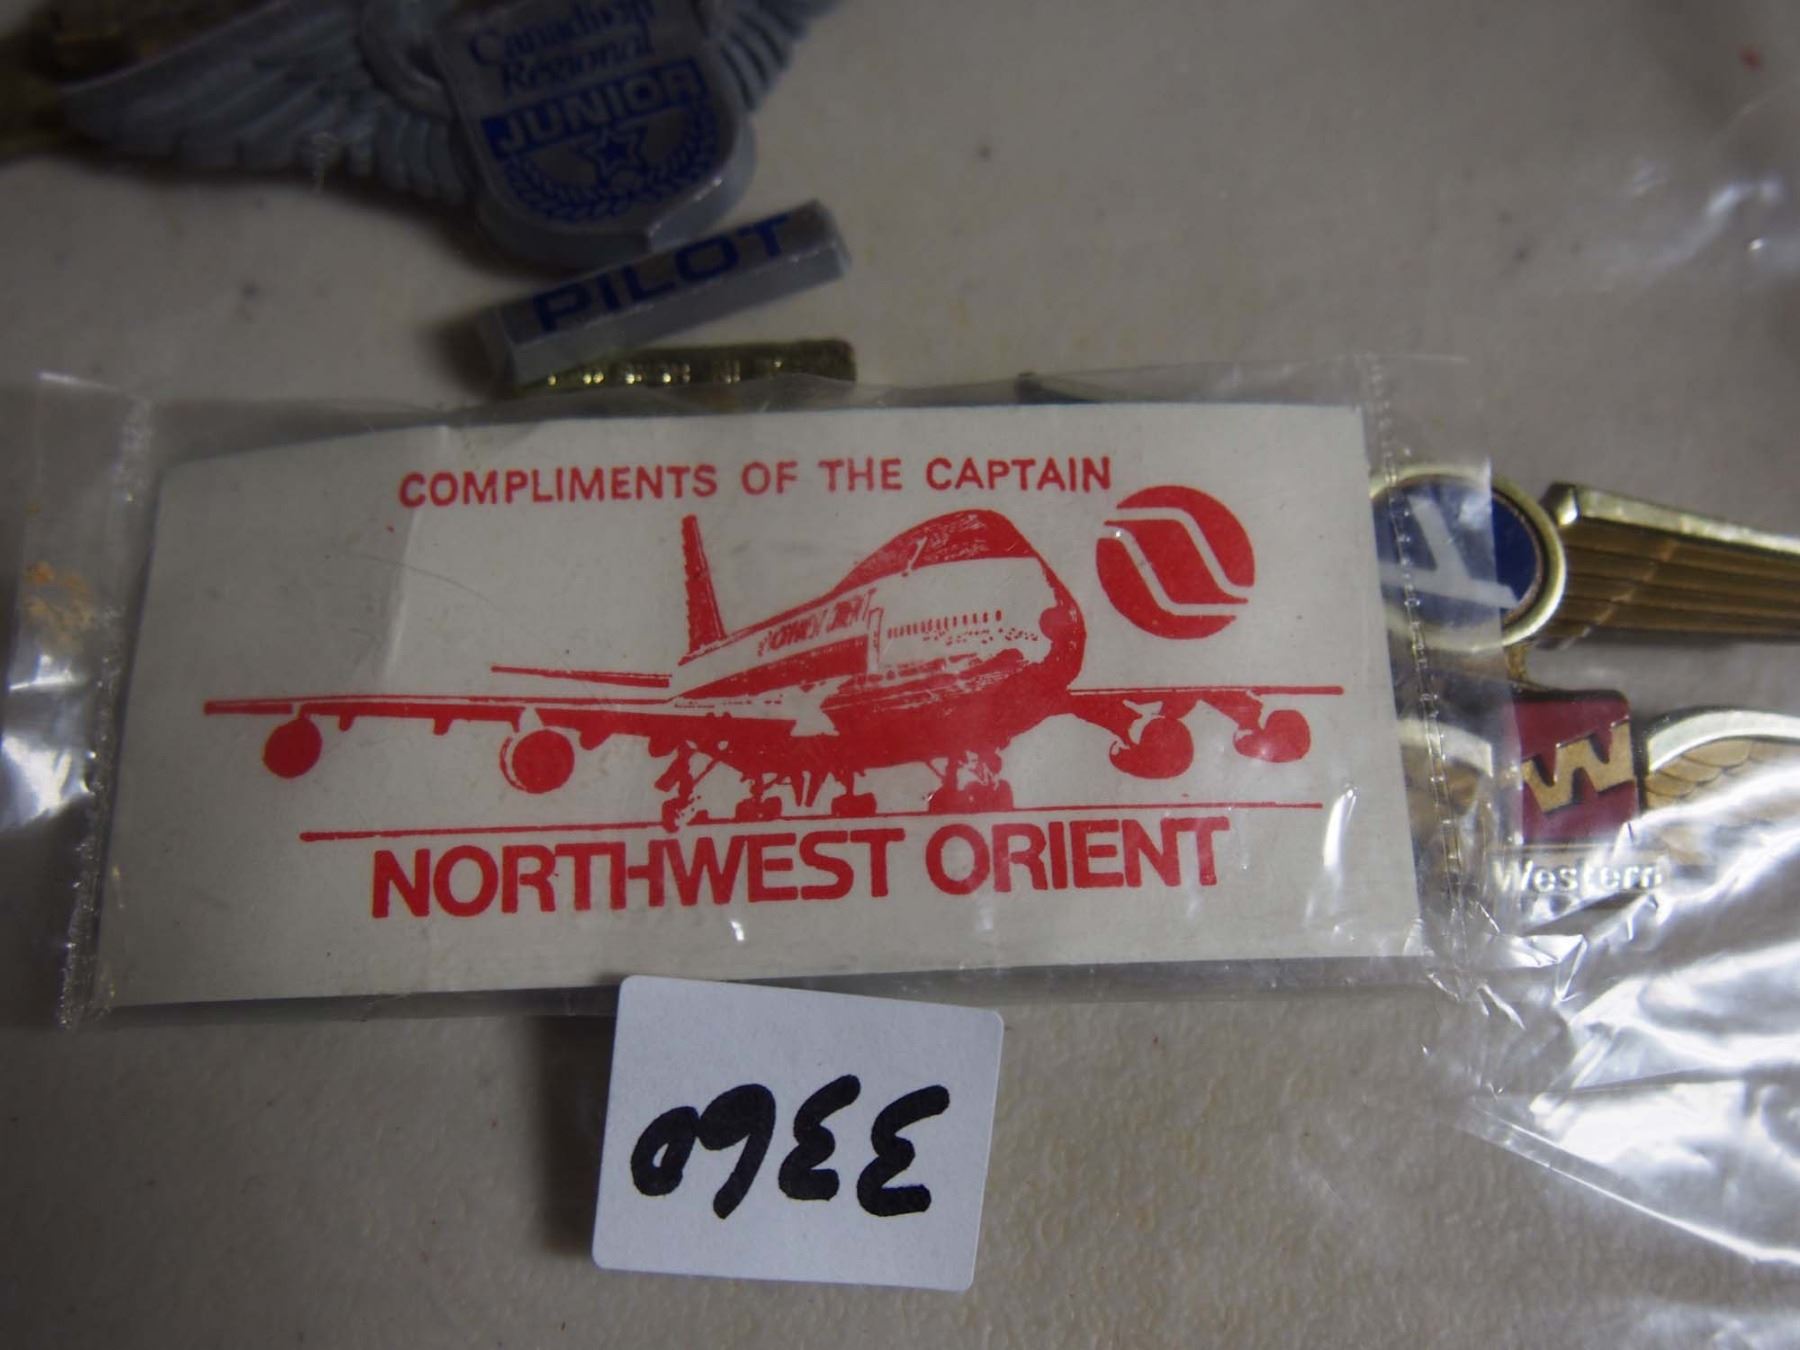 Canadian
Regional
JUNIOR
PILOT
COMPLIMENTS OF THE CAPTAIN
NORTHWEST ORIENT
W
Western
3360